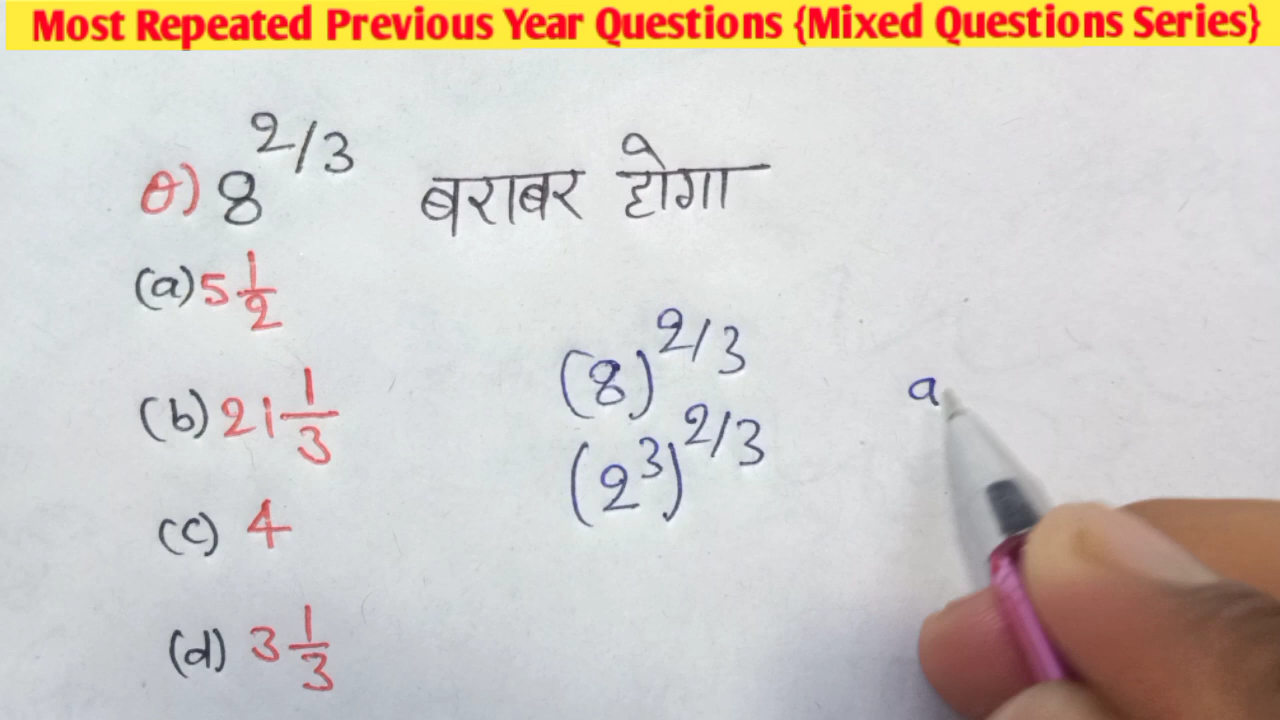 Most Repeated Previous Year Questions {Mixed Questions Series}
Q) 8^2/3 बराबर होगा
(a) 5 1/2
(b) 21 1/3
(c) 4
(d) 3 1/3
(8)^2/3
(2^3)^2/3
a